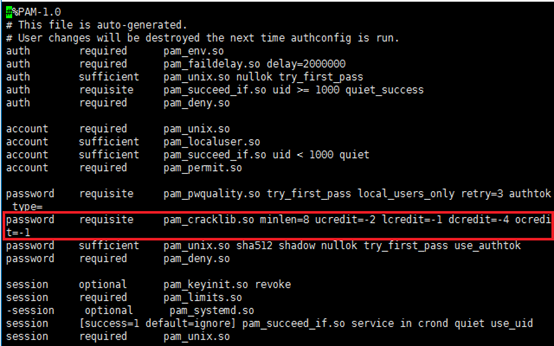 #%PAM-1.0
# This file is auto-generated.
# User changes will be destroyed the next time authconfig is run.
auth        required      pam_env.so
auth        required      pam_faildelay.so delay=2000000
auth        sufficient    pam_unix.so nullok try_first_pass
auth        requisite     pam_succeed_if.so uid >= 1000 quiet_success
auth        required      pam_deny.so
account     required      pam_unix.so
account     sufficient    pam_localuser.so
account     sufficient    pam_succeed_if.so uid < 1000 quiet
account     required      pam_permit.so
password    requisite     pam_pwquality.so try_first_pass local_users_only retry=3 authtok
_type=
password    requisite     pam_cracklib.so minlen=8 ucredit=-2 lcredit=-1 dcredit=-4 ocredi
t=-1
password    sufficient    pam_unix.so sha512 shadow nullok try_first_pass use_authtok
password    required      pam_deny.so
session     optional      pam_keyinit.so revoke
session     required      pam_limits.so
-session     optional      pam_systemd.so
session     [success=1 default=ignore] pam_succeed_if.so service in crond quiet use_uid
session     required      pam_unix.so